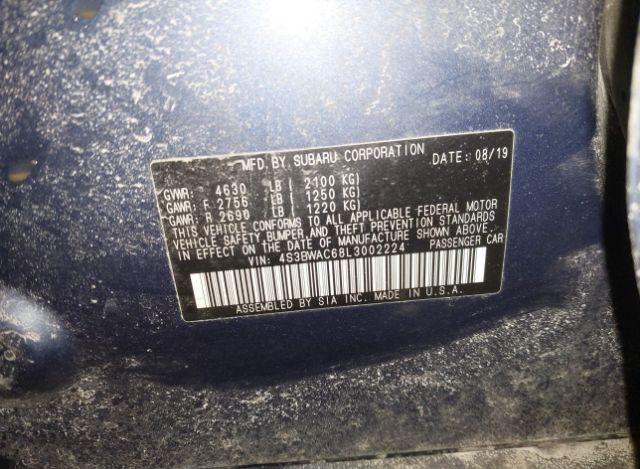 MFD. BY SUBARU CORPORATION DATE: 08/19
GVWR: 4630 LB ( 2100 KG)
GAWR: F 2756 LB ( 1250 KG)
GAWR: R 2690 LB ( 1220 KG)
THIS VEHICLE CONFORMS TO ALL APPLICABLE FEDERAL MOTOR
VEHICLE SAFETY, BUMPER, AND THEFT PREVENTION STANDARDS
IN EFFECT ON THE DATE OF MANUFACTURE SHOWN ABOVE.
VIN: 4S3BWAC68L3002224 PASSENGER CAR
ASSEMBLED BY SIA INC. MADE IN U.S.A.